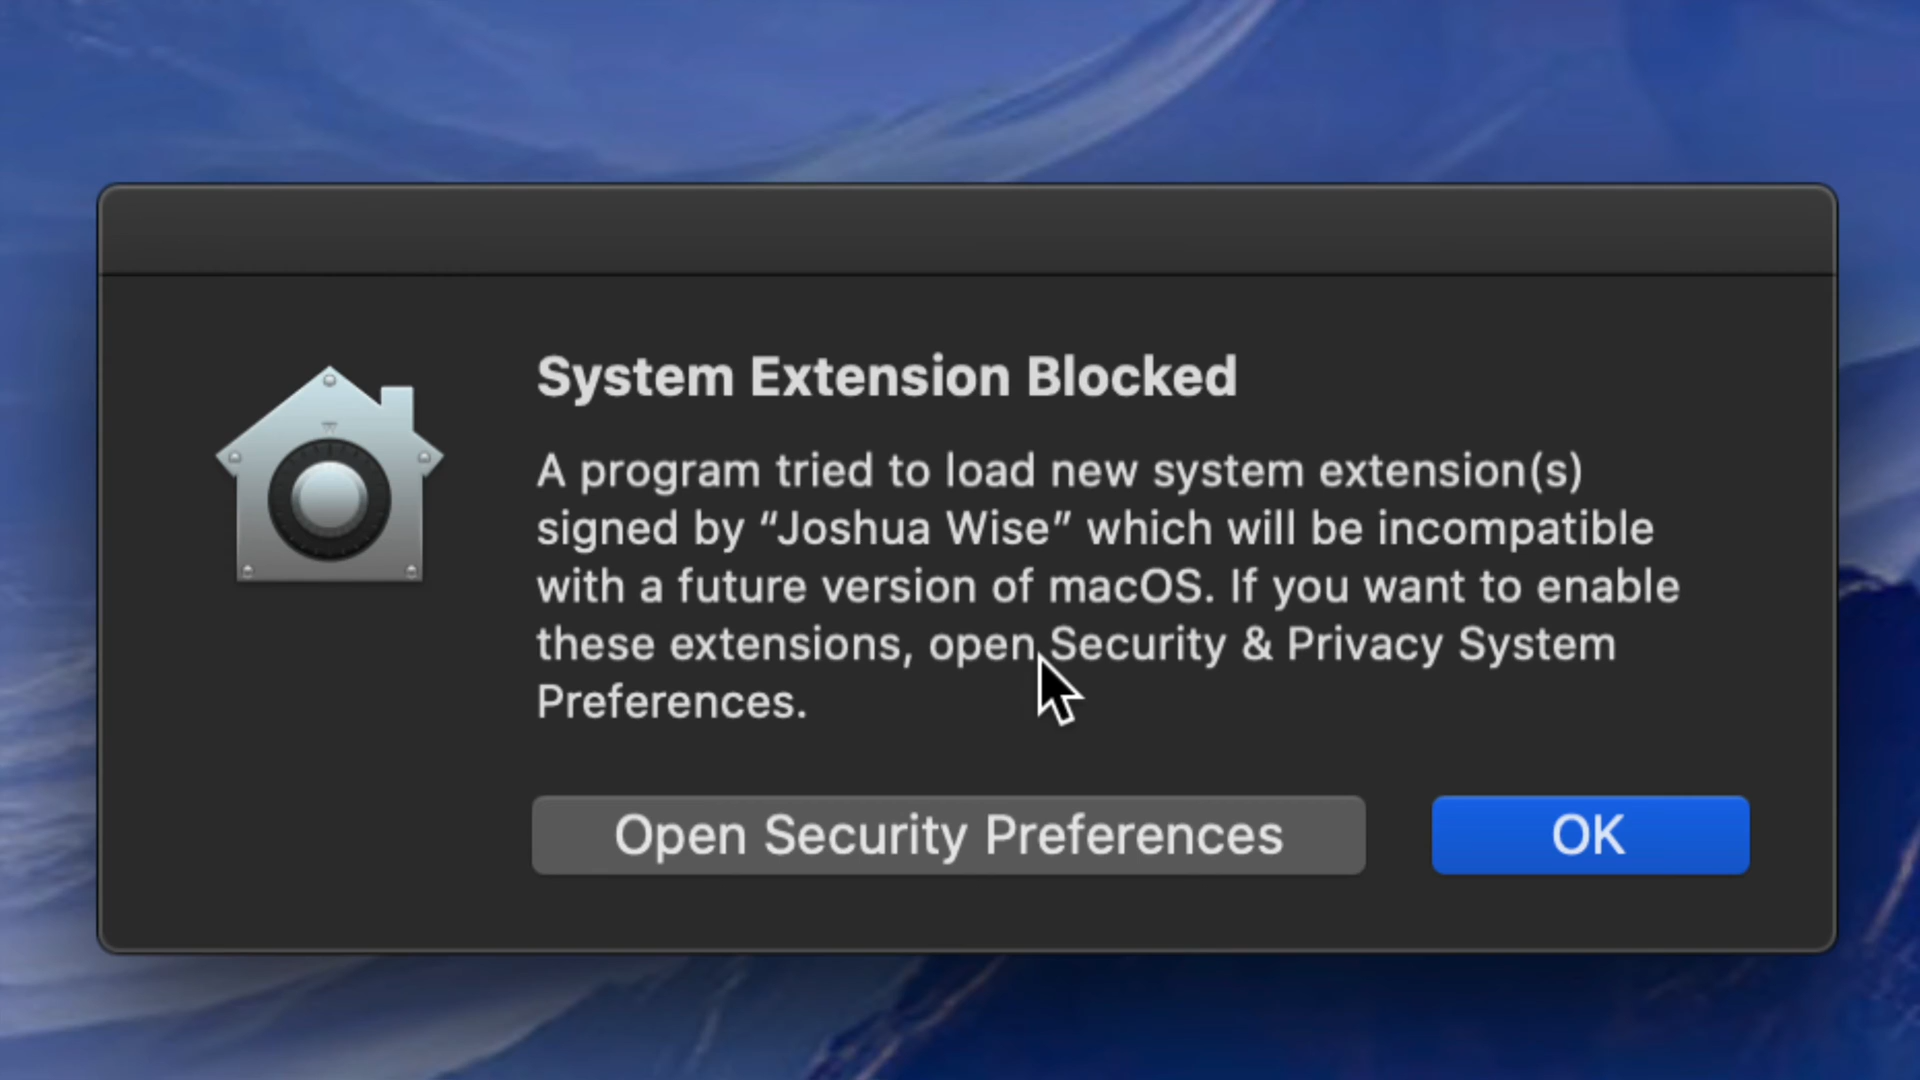 System Extension Blocked
A program tried to load new system extension(s)
signed by “Joshua Wise” which will be incompatible
with a future version of macOS. If you want to enable
these extensions, open Security & Privacy System
Preferences.
Open Security Preferences
OK